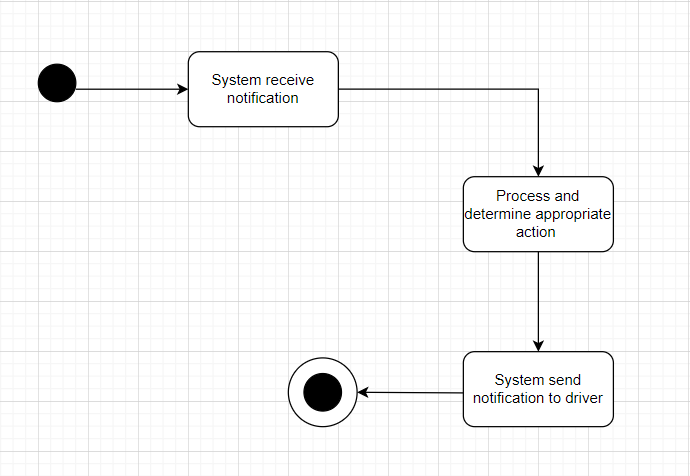 System receive
notification
Process and
determine appropriate
action
System send
notification to driver